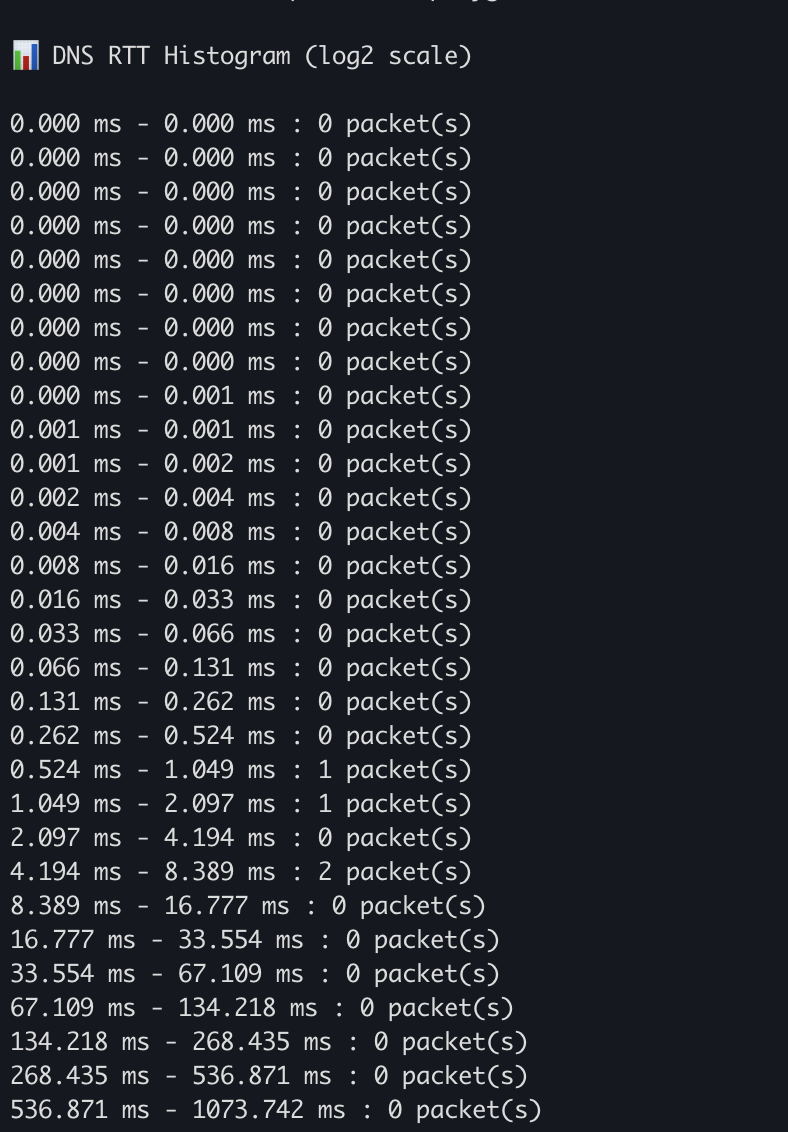 DNS RTT Histogram (log2 scale)
0.000 ms - 0.000 ms : 0 packet(s)
0.000 ms - 0.000 ms : 0 packet(s)
0.000 ms - 0.000 ms : 0 packet(s)
0.000 ms - 0.000 ms : 0 packet(s)
0.000 ms - 0.000 ms : 0 packet(s)
0.000 ms - 0.000 ms : 0 packet(s)
0.000 ms - 0.000 ms : 0 packet(s)
0.000 ms - 0.000 ms : 0 packet(s)
0.000 ms - 0.001 ms : 0 packet(s)
0.001 ms - 0.001 ms : 0 packet(s)
0.001 ms - 0.002 ms : 0 packet(s)
0.002 ms - 0.004 ms : 0 packet(s)
0.004 ms - 0.008 ms : 0 packet(s)
0.008 ms - 0.016 ms : 0 packet(s)
0.016 ms - 0.033 ms : 0 packet(s)
0.033 ms - 0.066 ms : 0 packet(s)
0.066 ms - 0.131 ms : 0 packet(s)
0.131 ms - 0.262 ms : 0 packet(s)
0.262 ms - 0.524 ms : 0 packet(s)
0.524 ms - 1.049 ms : 1 packet(s)
1.049 ms - 2.097 ms : 1 packet(s)
2.097 ms - 4.194 ms : 0 packet(s)
4.194 ms - 8.389 ms : 2 packet(s)
8.389 ms - 16.777 ms : 0 packet(s)
16.777 ms - 33.554 ms : 0 packet(s)
33.554 ms - 67.109 ms : 0 packet(s)
67.109 ms - 134.218 ms : 0 packet(s)
134.218 ms - 268.435 ms : 0 packet(s)
268.435 ms - 536.871 ms : 0 packet(s)
536.871 ms - 1073.742 ms : 0 packet(s)